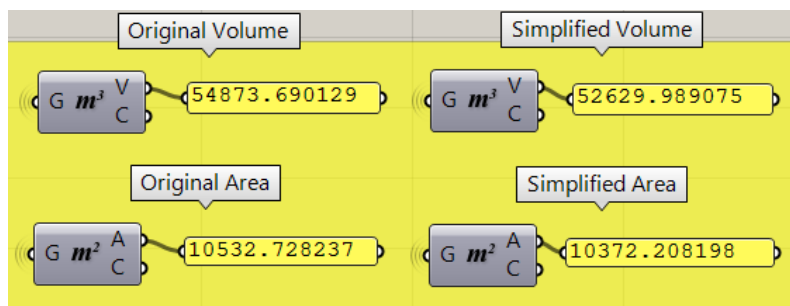 Original Volume
Simplified Volume
G m³ V C
54873.690129
G m³ V C
52629.989075
Original Area
Simplified Area
G m² A C
10532.728237
G m² A C
10372.208198